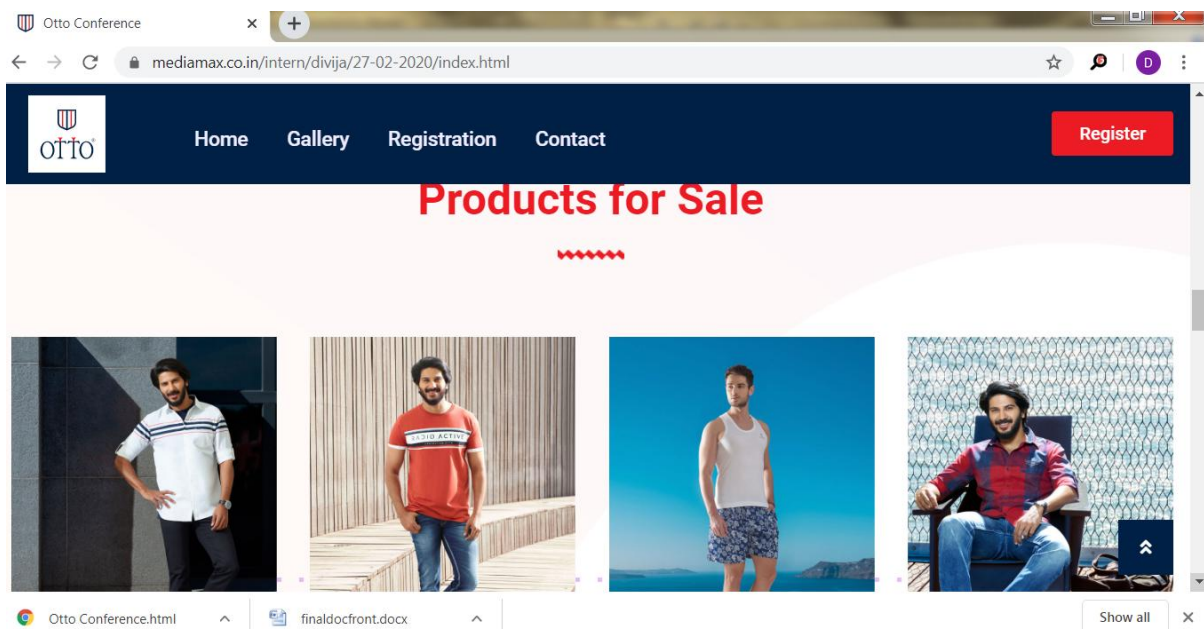 Otto Conference
mediamax.co.in/intern/divija/27-02-2020/index.html
D
OTTO
Home
Gallery
Registration
Contact
Register
Products for Sale
RADIO ACTIVE
Otto Conference.html
finaldocfront.docx
Show all